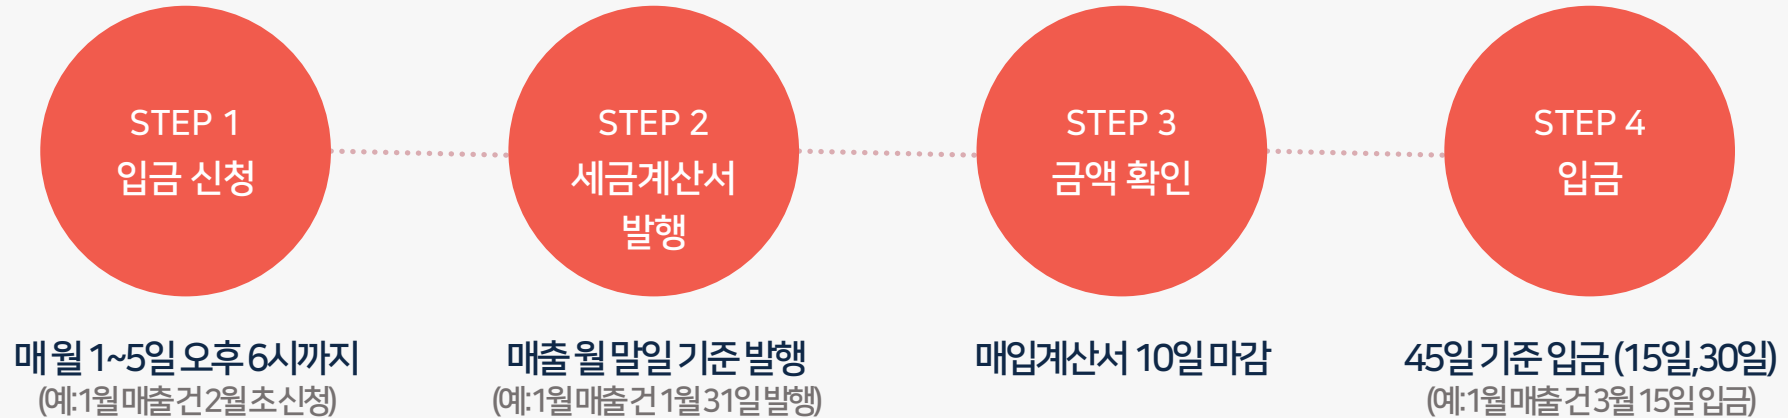 STEP 1
입금 신청
매 월 1~5일 오후 6시까지
(예:1월 매출 건 2월 초 신청)
STEP 2
세금계산서
발행
매출 월 말일 기준 발행
(예:1월 매출 건 1월 31일 발행)
STEP 3
금액 확인
매입계산서 10일 마감
STEP 4
입금
45일 기준 입금 (15일,30일)
(예:1월 매출 건 3월 15일 입금)